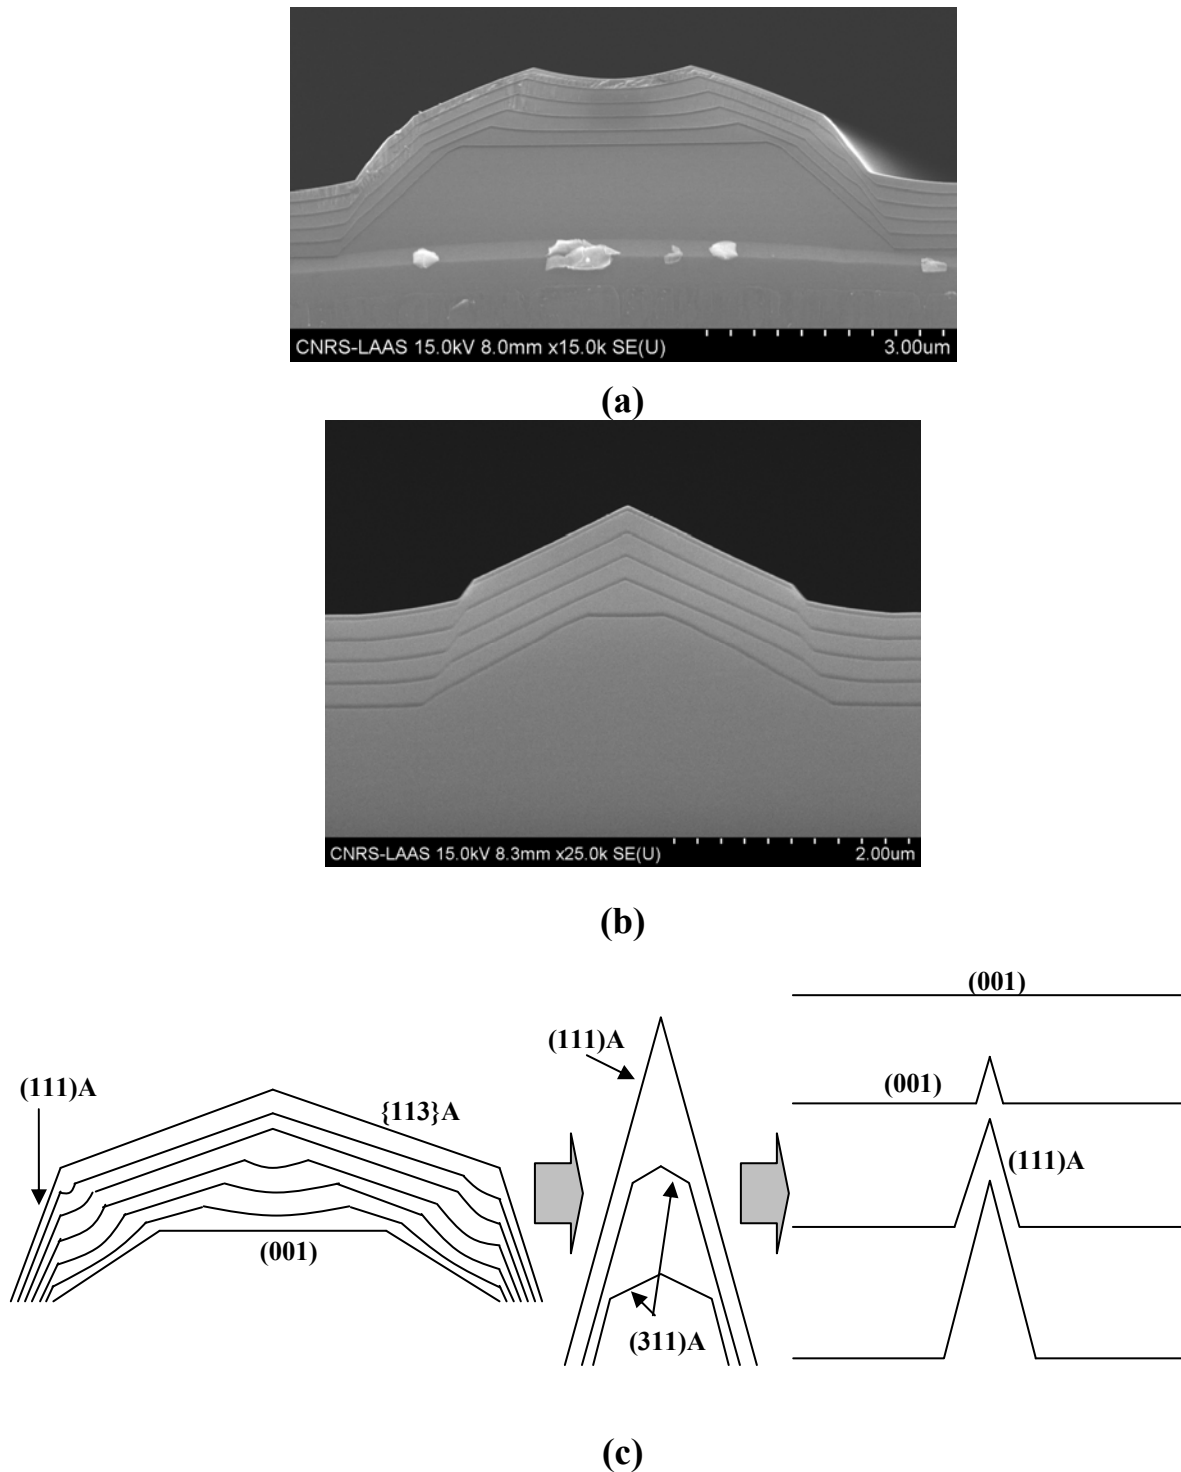 CNRS-LAAS 15.0kV 8.0mm x15.0k SE(U) 3.00um
(a)
CNRS-LAAS 15.0kV 8.3mm x25.0k SE(U) 2.00um
(b)
(001)
(111)A
(111)A
(001)
{113}A
(111)A
(001)
(311)A
(c)